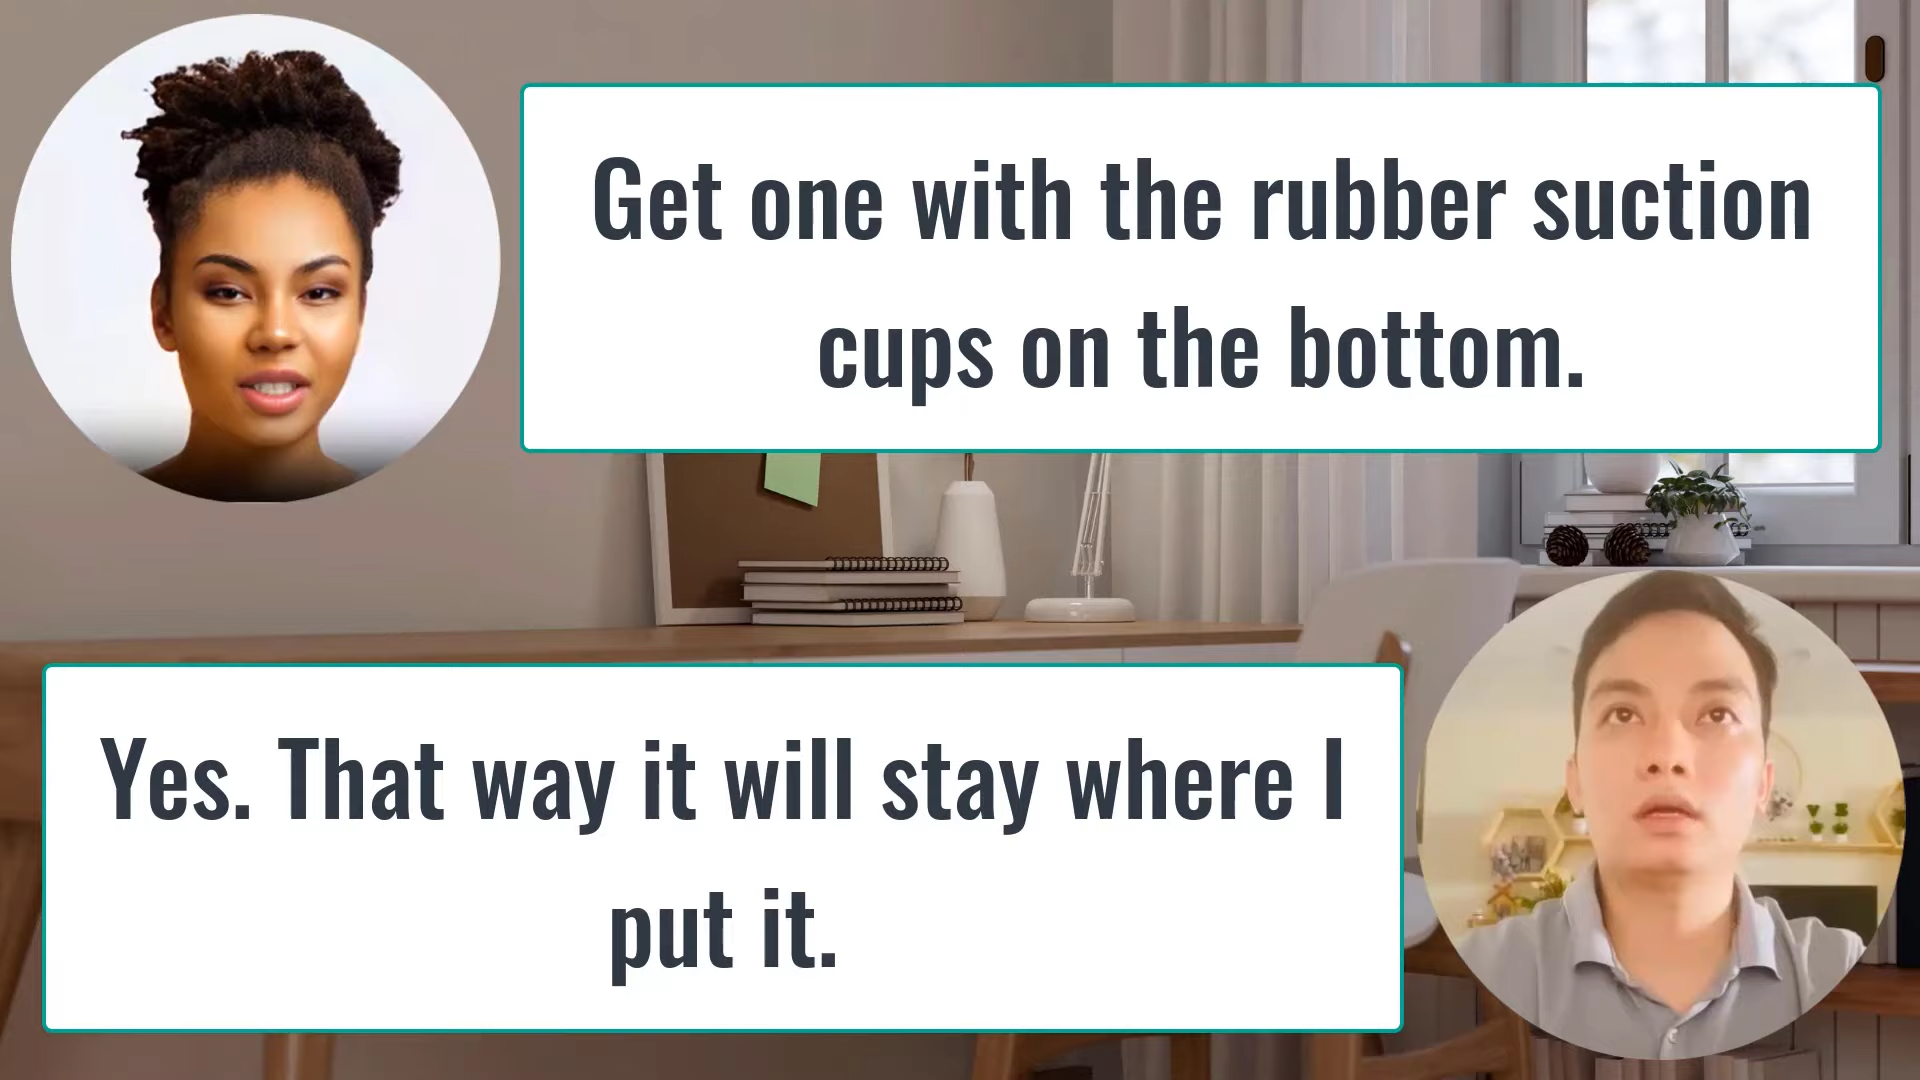 Get one with the rubber suction
cups on the bottom.
Yes. That way it will stay where I
put it.